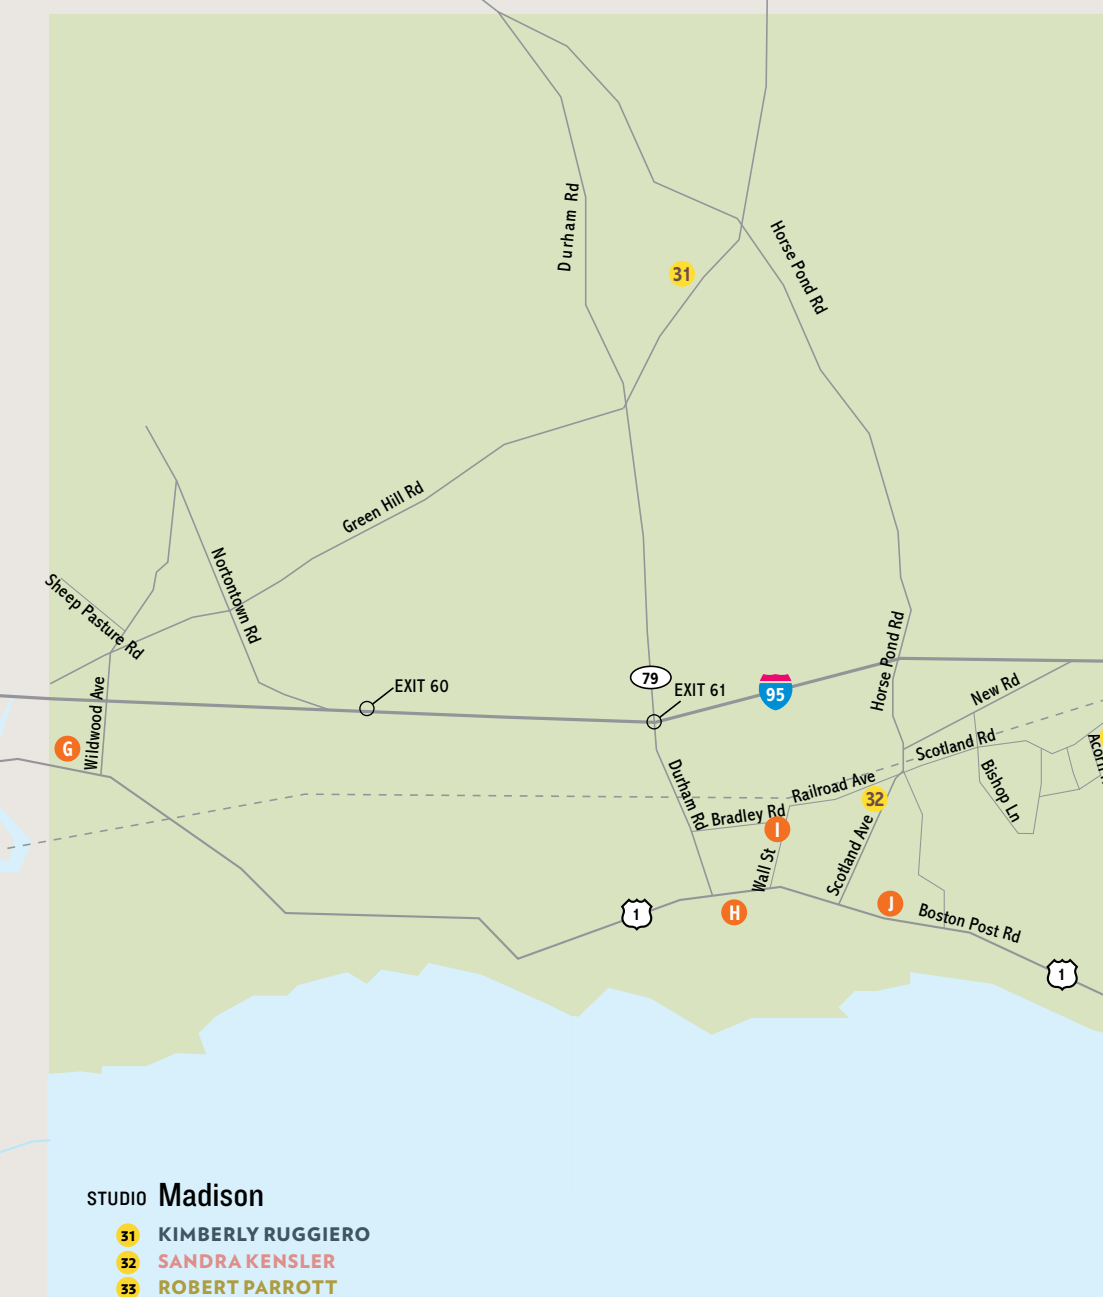 Durham Rd
Horse Pond Rd
31
Green Hill Rd
Nortontown Rd
Sheep Pasture Rd
Wildwood Ave
G
EXIT 60
79
EXIT 61
95
Horse Pond Rd
New Rd
Scotland Rd
Bishop Ln
Durham Rd
Bradley Rd
Railroad Ave
32
I
Wall St
Scotland Ave
1
H
J
Boston Post Rd
1
STUDIO Madison
31 KIMBERLY RUGGIERO
32 SANDRA KENSLER
33 ROBERT PARROTT